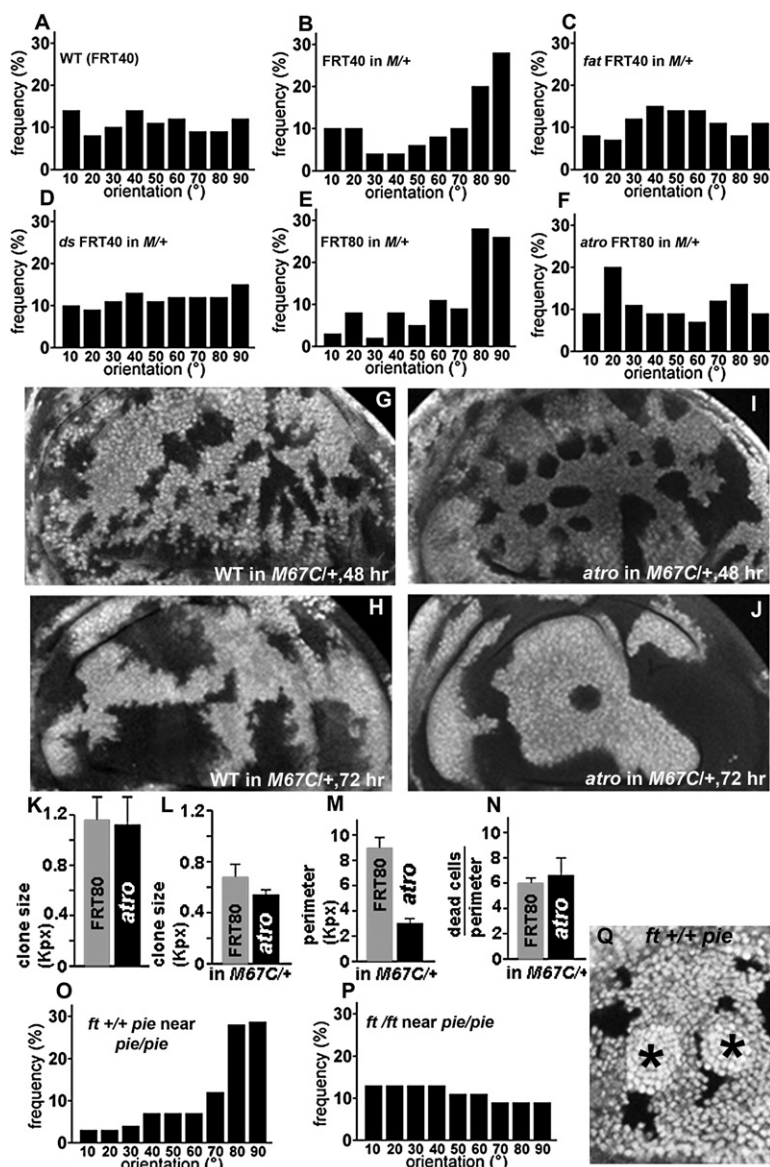 A
B
C
WT (FRT40)
FRT40 in M/+
fat FRT40 in M/+
frequency (%)
30
20
10
0
10 20 30 40 50 60 70 80 90
orientation (°)
frequency (%)
30
20
10
0
10 20 30 40 50 60 70 80 90
orientation (°)
frequency (%)
30
20
10
0
10 20 30 40 50 60 70 80 90
orientation (°)
D
E
F
ds FRT40 in M/+
FRT80 in M/+
atro FRT80 in M/+
frequency (%)
30
20
10
0
10 20 30 40 50 60 70 80 90
orientation (°)
frequency (%)
30
20
10
0
10 20 30 40 50 60 70 80 90
orientation (°)
frequency (%)
30
20
10
0
10 20 30 40 50 60 70 80 90
orientation (°)
G
WT in M67C/+,48 hr
I
atro in M67C/+,48 hr
H
WT in M67C/+,72 hr
J
atro in M67C/+,72 hr
K
1.2
0.8
0.4
0
clone size
(Kpx)
FRT80
atro
L
1.2
0.8
0.4
0
clone size
(Kpx)
FRT80
atro
in M67C/+
M
10
8
6
4
2
0
perimeter
(Kpx)
FRT80
atro
in M67C/+
N
10
8
6
4
2
0
dead cells
perimeter
FRT80
atro
in M67C/+
O
ft +/+ pie near
pie/pie
frequency (%)
30
20
10
0
10 20 30 40 50 60 70 80 90
orientation (°)
P
ft /ft near pie/pie
frequency (%)
30
20
10
0
10 20 30 40 50 60 70 80 90
orientation (°)
Q
ft +/+ pie
* *